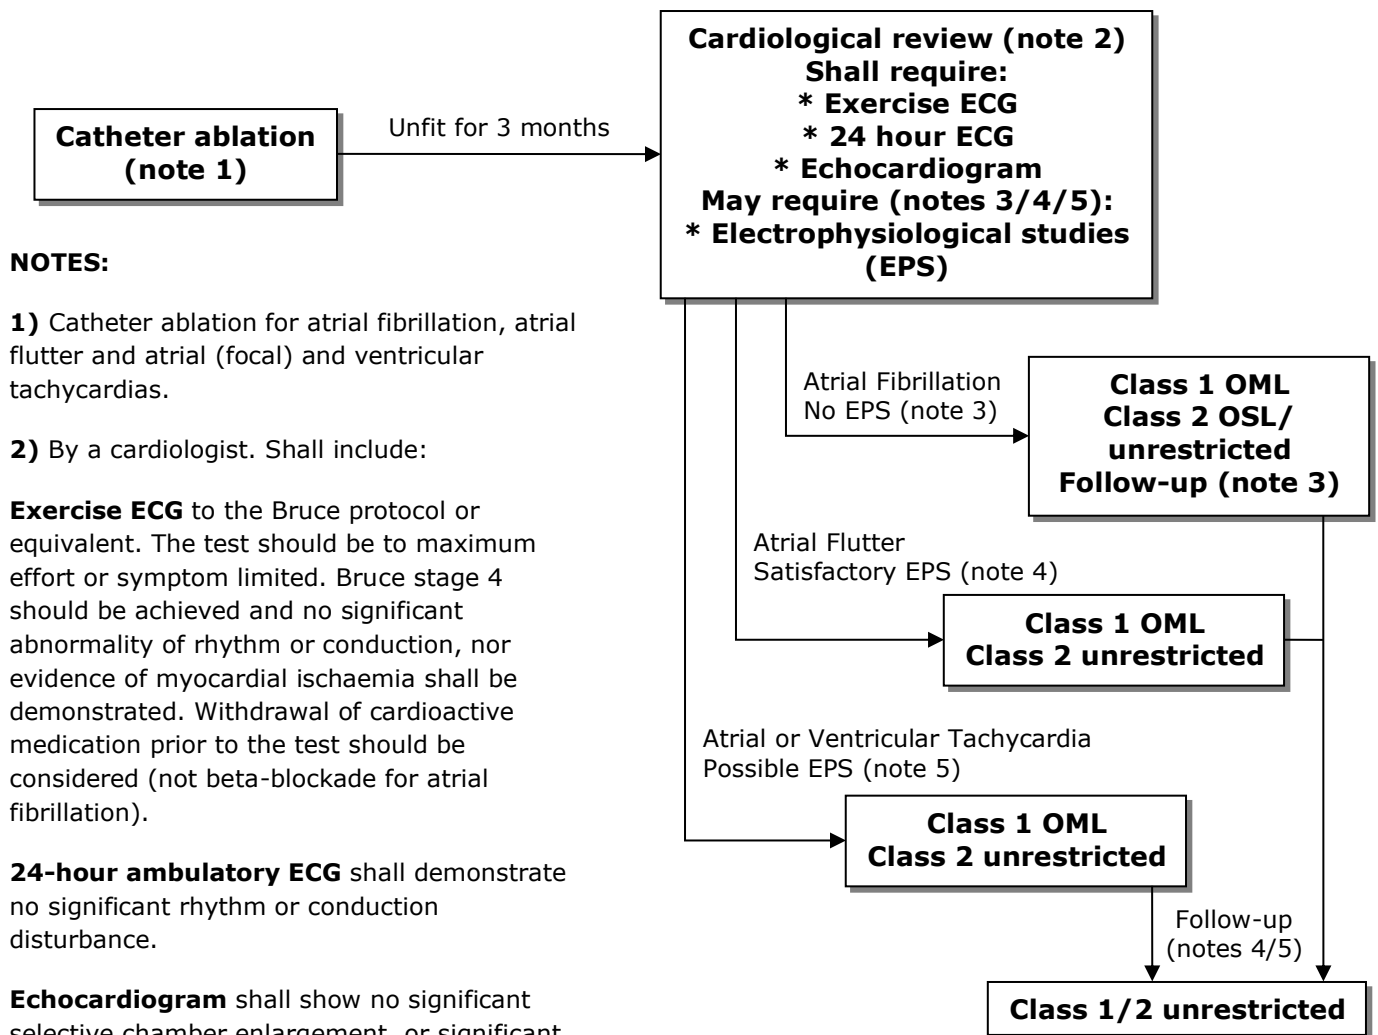 Catheter ablation
(note 1)
Unfit for 3 months
Cardiological review (note 2)
Shall require:
* Exercise ECG
* 24 hour ECG
* Echocardiogram
May require (notes 3/4/5):
* Electrophysiological studies
(EPS)
NOTES:
1) Catheter ablation for atrial fibrillation, atrial
flutter and atrial (focal) and ventricular
tachycardias.
2) By a cardiologist. Shall include:
Exercise ECG to the Bruce protocol or
equivalent. The test should be to maximum
effort or symptom limited. Bruce stage 4
should be achieved and no significant
abnormality of rhythm or conduction, nor
evidence of myocardial ischaemia shall be
demonstrated. Withdrawal of cardioactive
medication prior to the test should be
considered (not beta-blockade for atrial
fibrillation).
24-hour ambulatory ECG shall demonstrate
no significant rhythm or conduction
disturbance.
Echocardiogram shall show no significant
selective chamber enlargement, or significant
Atrial Fibrillation
No EPS (note 3)
Class 1 OML
Class 2 OSL/
unrestricted
Follow-up (note 3)
Atrial Flutter
Satisfactory EPS (note 4)
Class 1 OML
Class 2 unrestricted
Atrial or Ventricular Tachycardia
Possible EPS (note 5)
Class 1 OML
Class 2 unrestricted
Follow-up
(notes 4/5)
Class 1/2 unrestricted